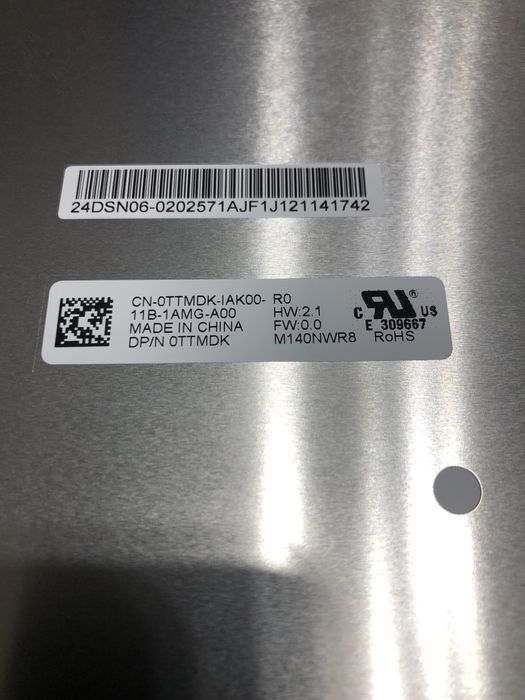 24DSN06-0202571AJF1J121141742
CN-0TTMDK-IAK00- R0
11B-1AMG-A00 HW:2.1
MADE IN CHINA FW:0.0
DP/N 0TTMDK M140NWR8
c RU ® US
E 309667
RoHS